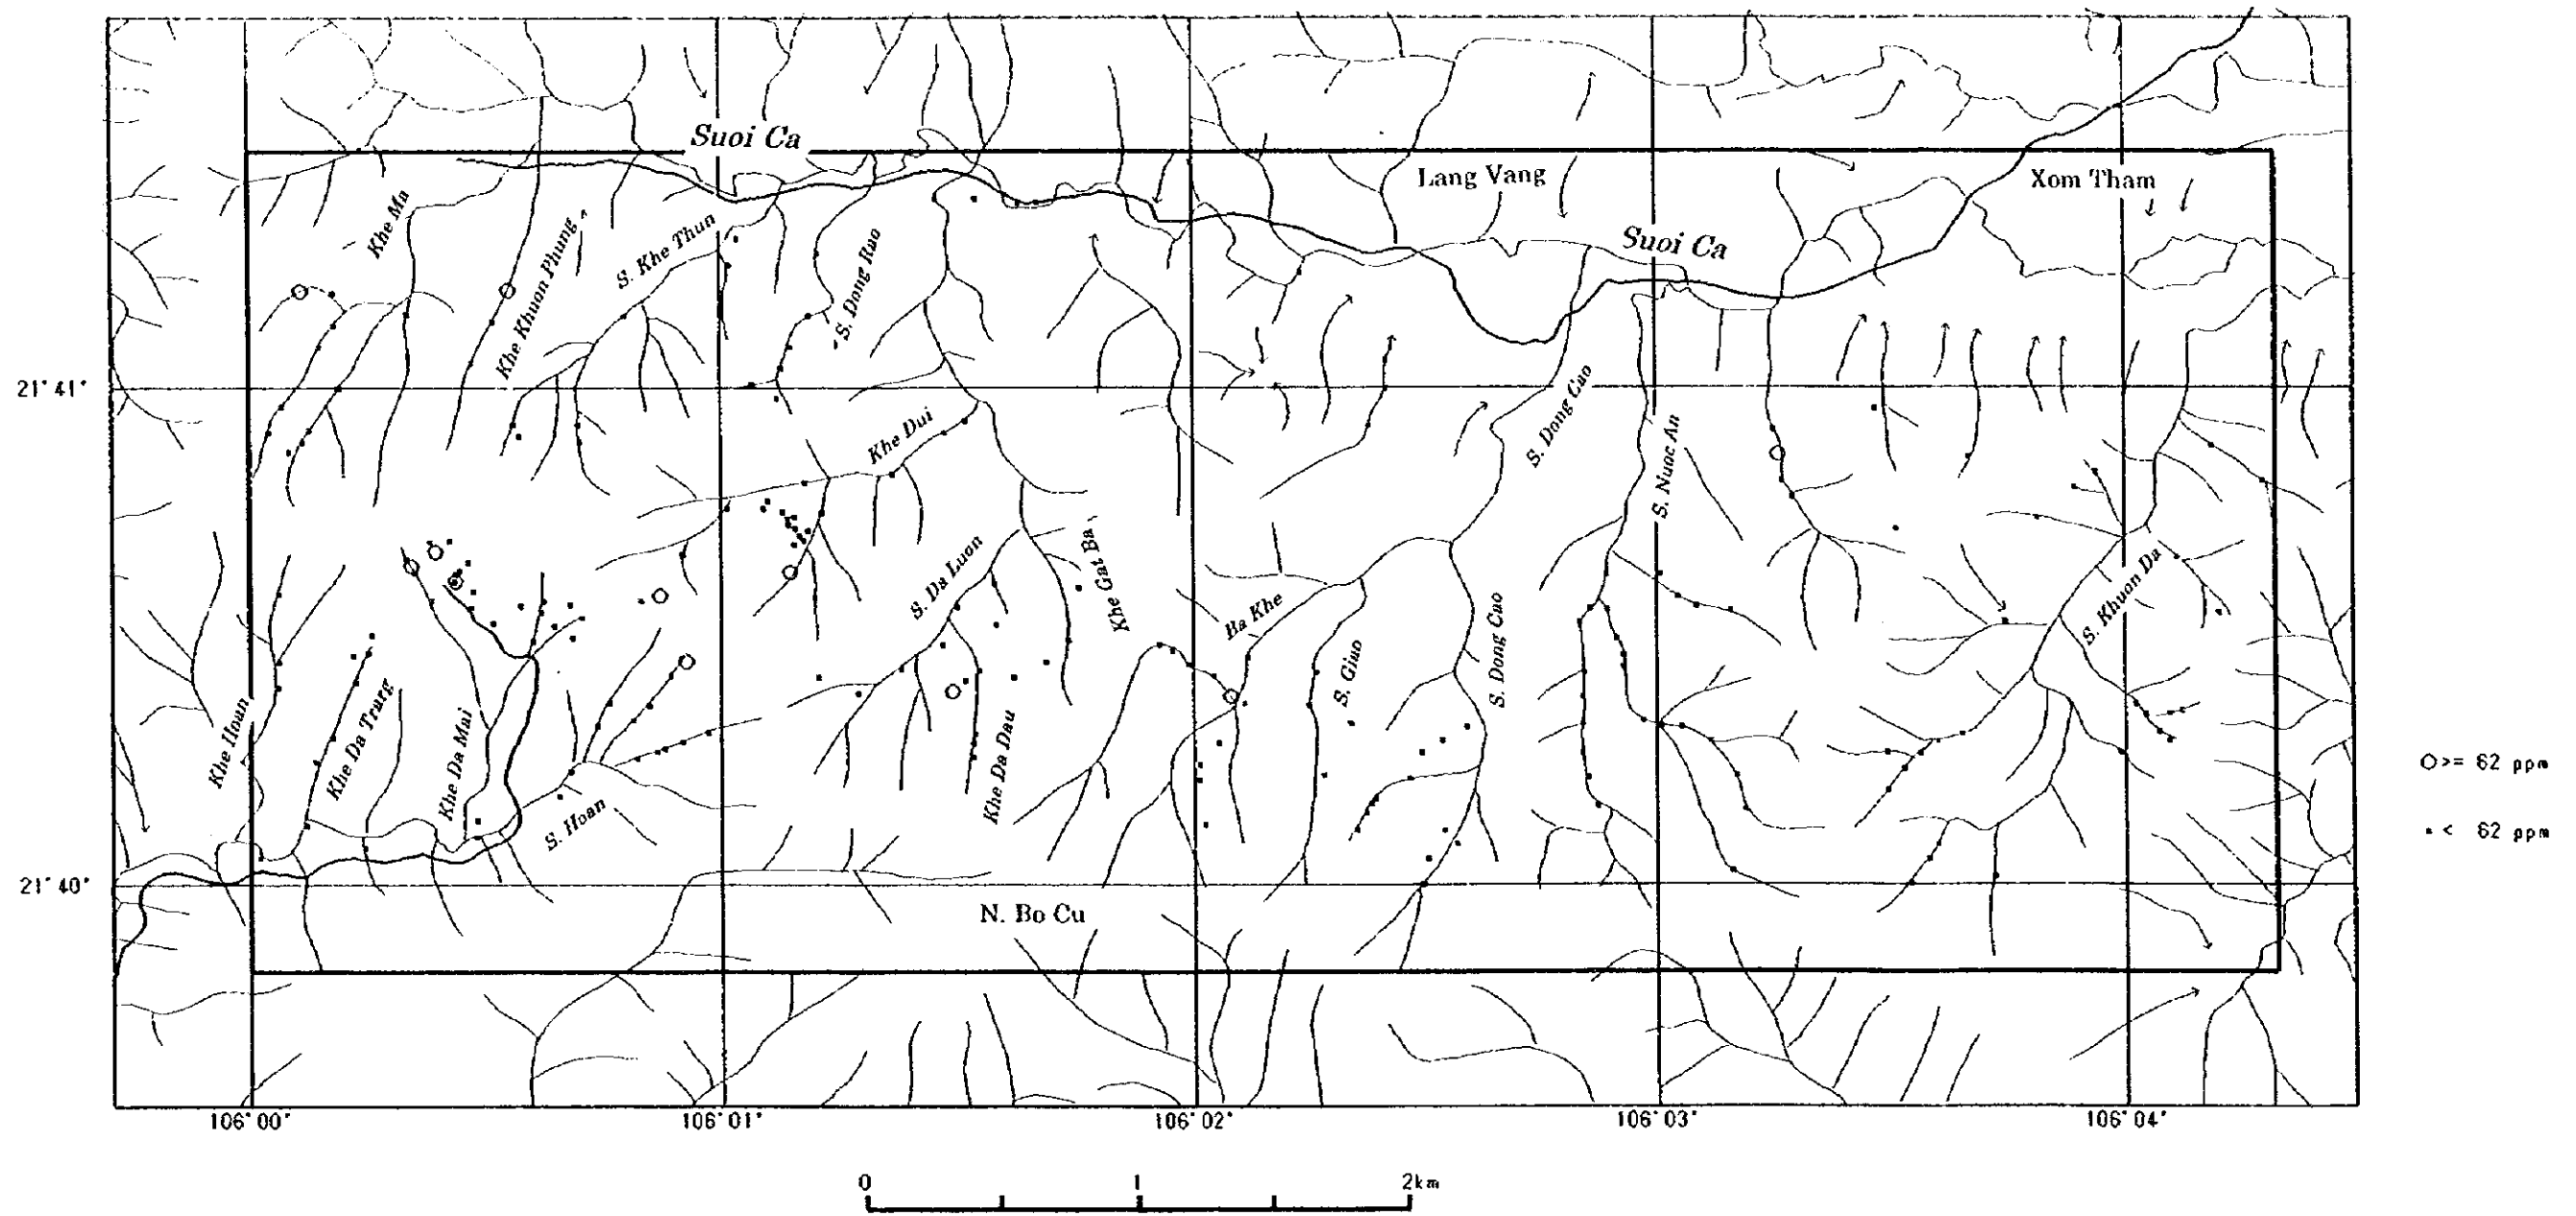 Suoi Ca
Lang Vang
Xom Tham
Khe Ma
Khe Khuon Phung
S. Khe Thun
S. Dong Rao
Suoi Ca
21°41'
Khe Dui
S. Dong Cao
S. Nuoc An
S. Da Luon
Khe Gat Ba
Ba Khe
S. Giuo
S. Dong Cao
S. Khuon Da
Khe Hoan
Khe Da Trang
Khe Da Mai
S. Hoan
Khe Da Dau
O>= 62 ppm
▪< 62 ppm
21°40'
N. Bo Cu
106°00'
106°01'
106°02'
106°03'
106°04'
0 1 2km